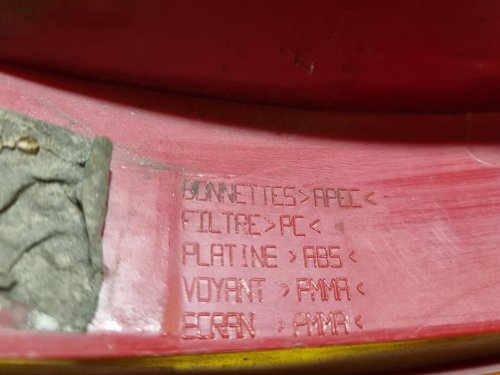 BONNETTES >APEC<
FILTRE >PC<
PLATINE >ABS<
VOYANT >PMMA<
ECRAN >PMMA<